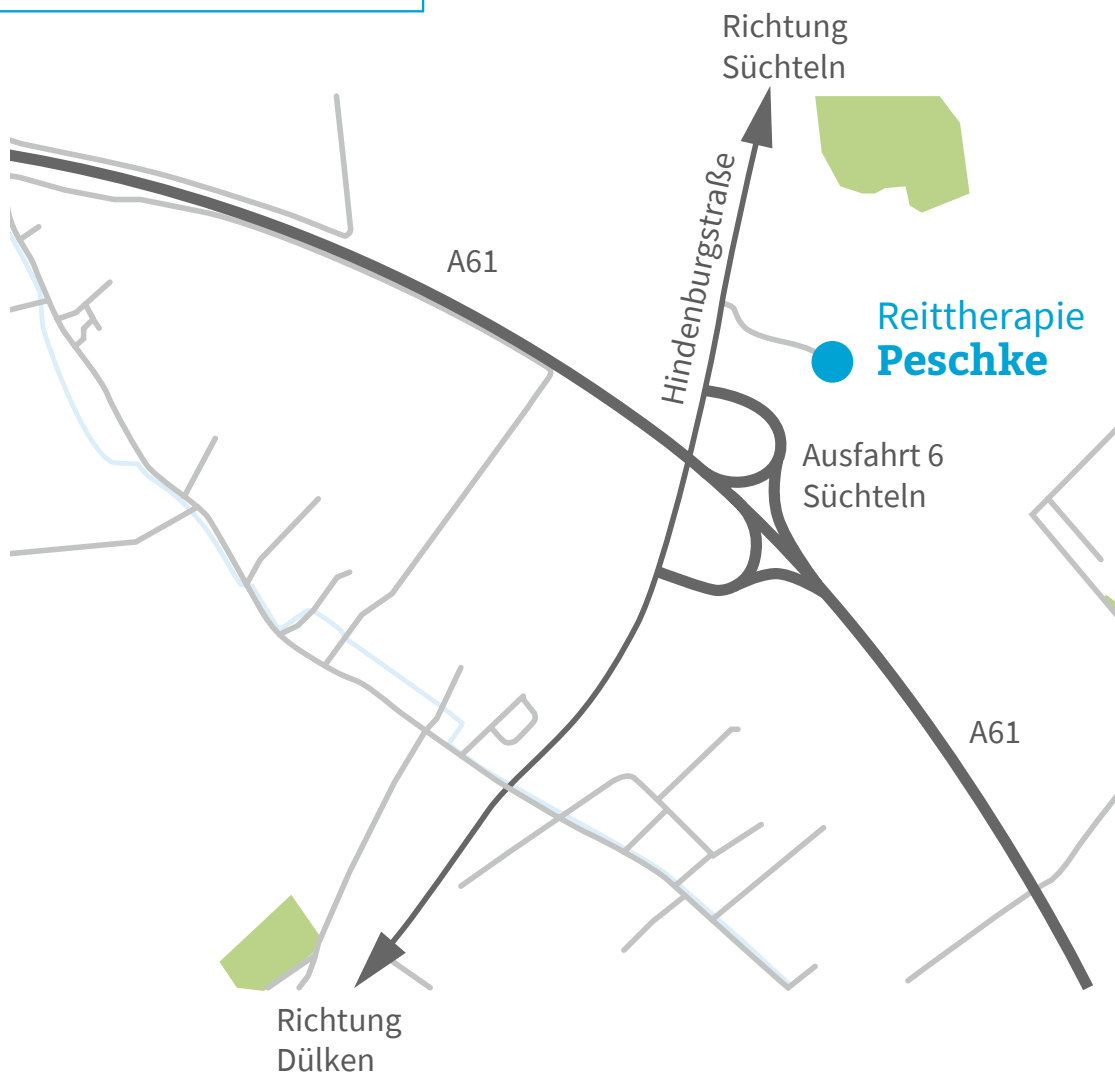 Richtung
Süchteln
Hindenburgstraße
A61
Reittherapie
Peschke
Ausfahrt 6
Süchteln
A61
Richtung
Dülken